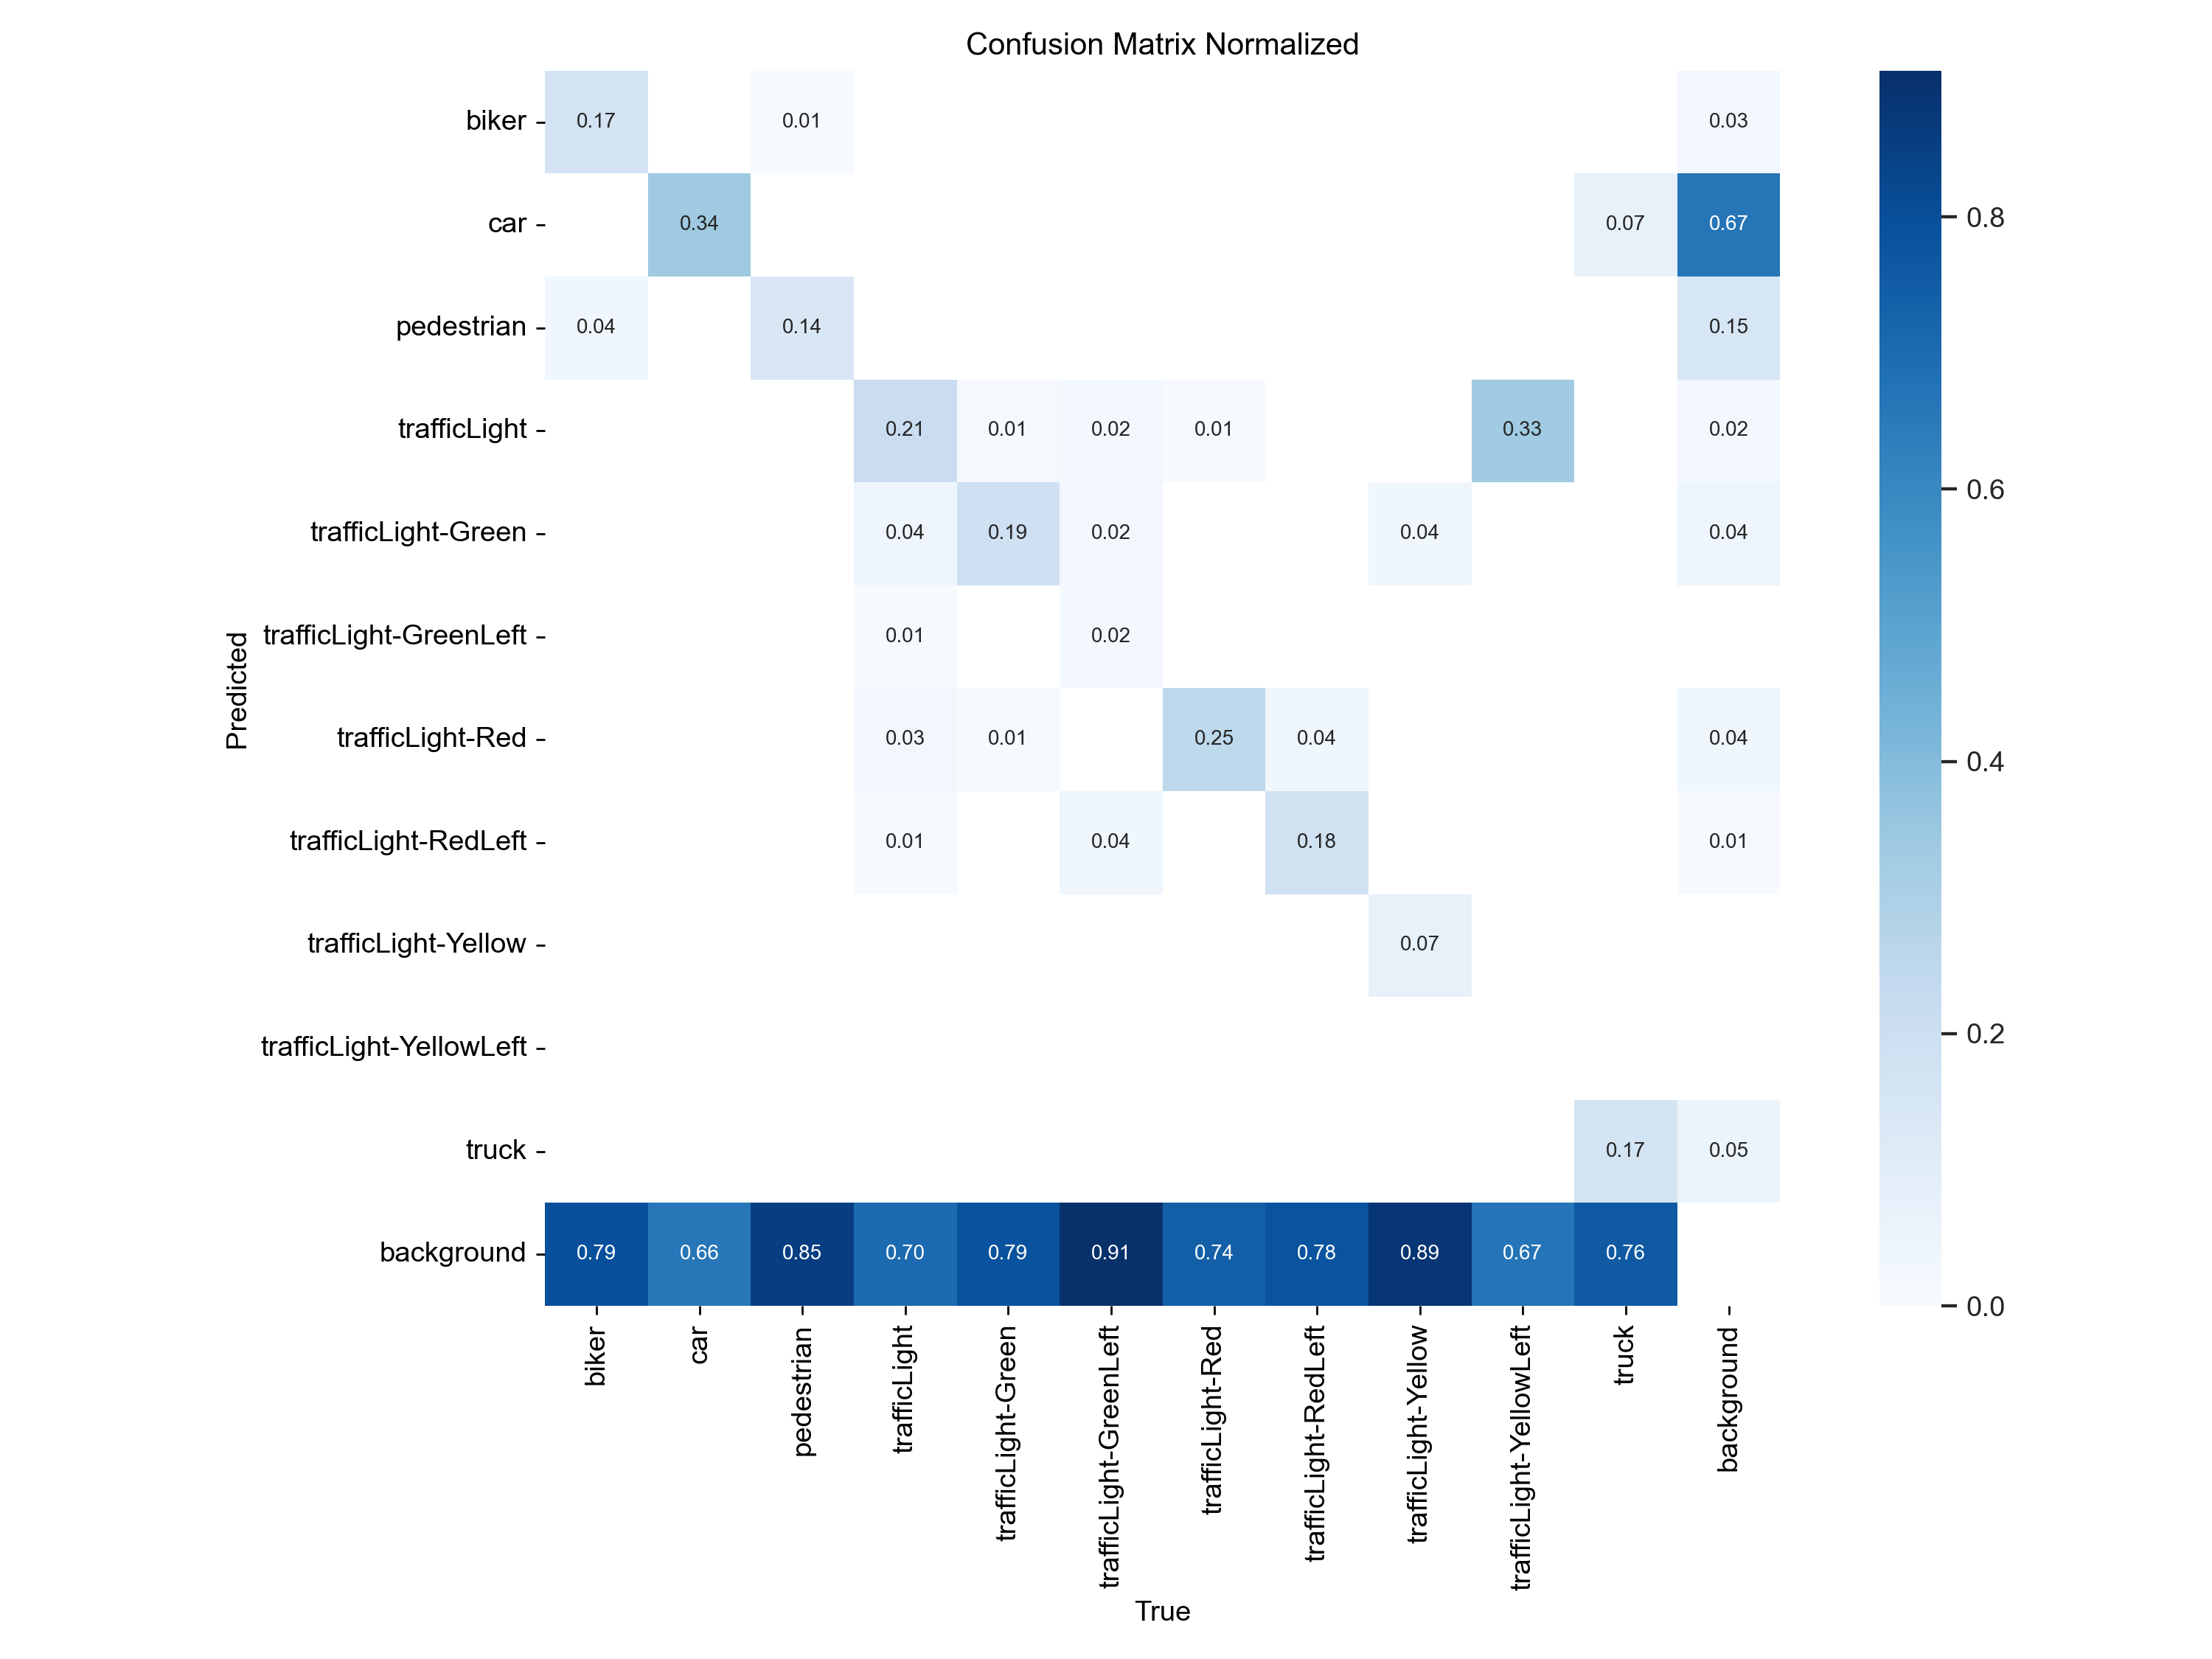 Confusion Matrix Normalized
biker 0.17 0.01 0.03
car 0.34 0.07 0.67
pedestrian 0.04 0.14 0.15
trafficLight 0.21 0.01 0.02 0.01 0.33 0.02
trafficLight-Green 0.04 0.19 0.02 0.04 0.04
trafficLight-GreenLeft 0.01 0.02
trafficLight-Red 0.03 0.01 0.25 0.04 0.04
trafficLight-RedLeft 0.01 0.04 0.18 0.01
trafficLight-Yellow 0.07
trafficLight-YellowLeft
truck 0.17 0.05
background 0.79 0.66 0.85 0.70 0.79 0.91 0.74 0.78 0.89 0.67 0.76
Predicted
biker
car
pedestrian
trafficLight
trafficLight-Green
trafficLight-GreenLeft
trafficLight-Red
trafficLight-RedLeft
trafficLight-Yellow
trafficLight-YellowLeft
truck
background
True
0.8
0.6
0.4
0.2
0.0